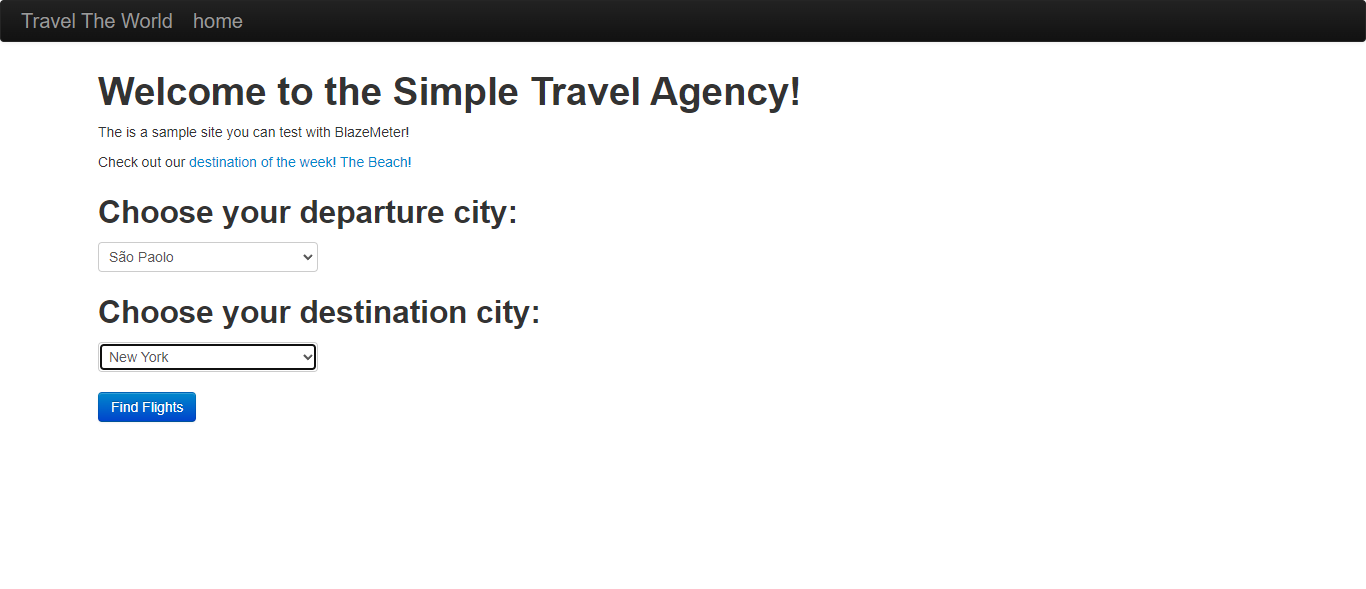 Travel The World home
Welcome to the Simple Travel Agency!
The is a sample site you can test with BlazeMeter!
Check out our destination of the week! The Beach!
Choose your departure city:
São Paolo
Choose your destination city:
New York
Find Flights